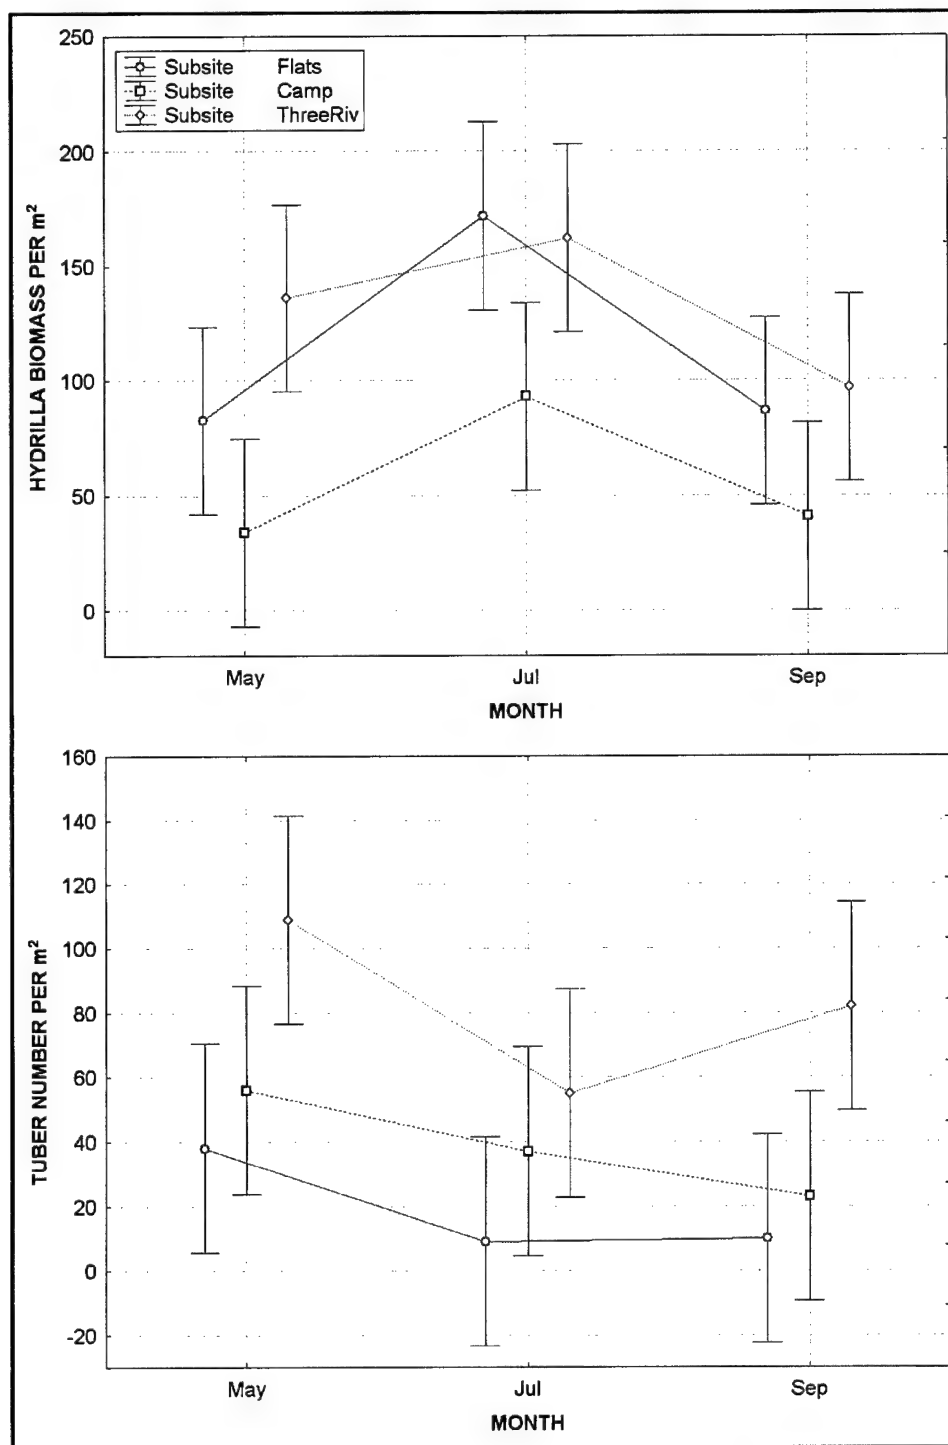 250
200
150
100
50
0
Subsite Flats
Subsite Camp
Subsite ThreeRiv
HYDRILLA BIOMASS PER m²
May Jul Sep
MONTH
160
140
120
100
80
60
40
20
0
-20
TUBER NUMBER PER m²
May Jul Sep
MONTH